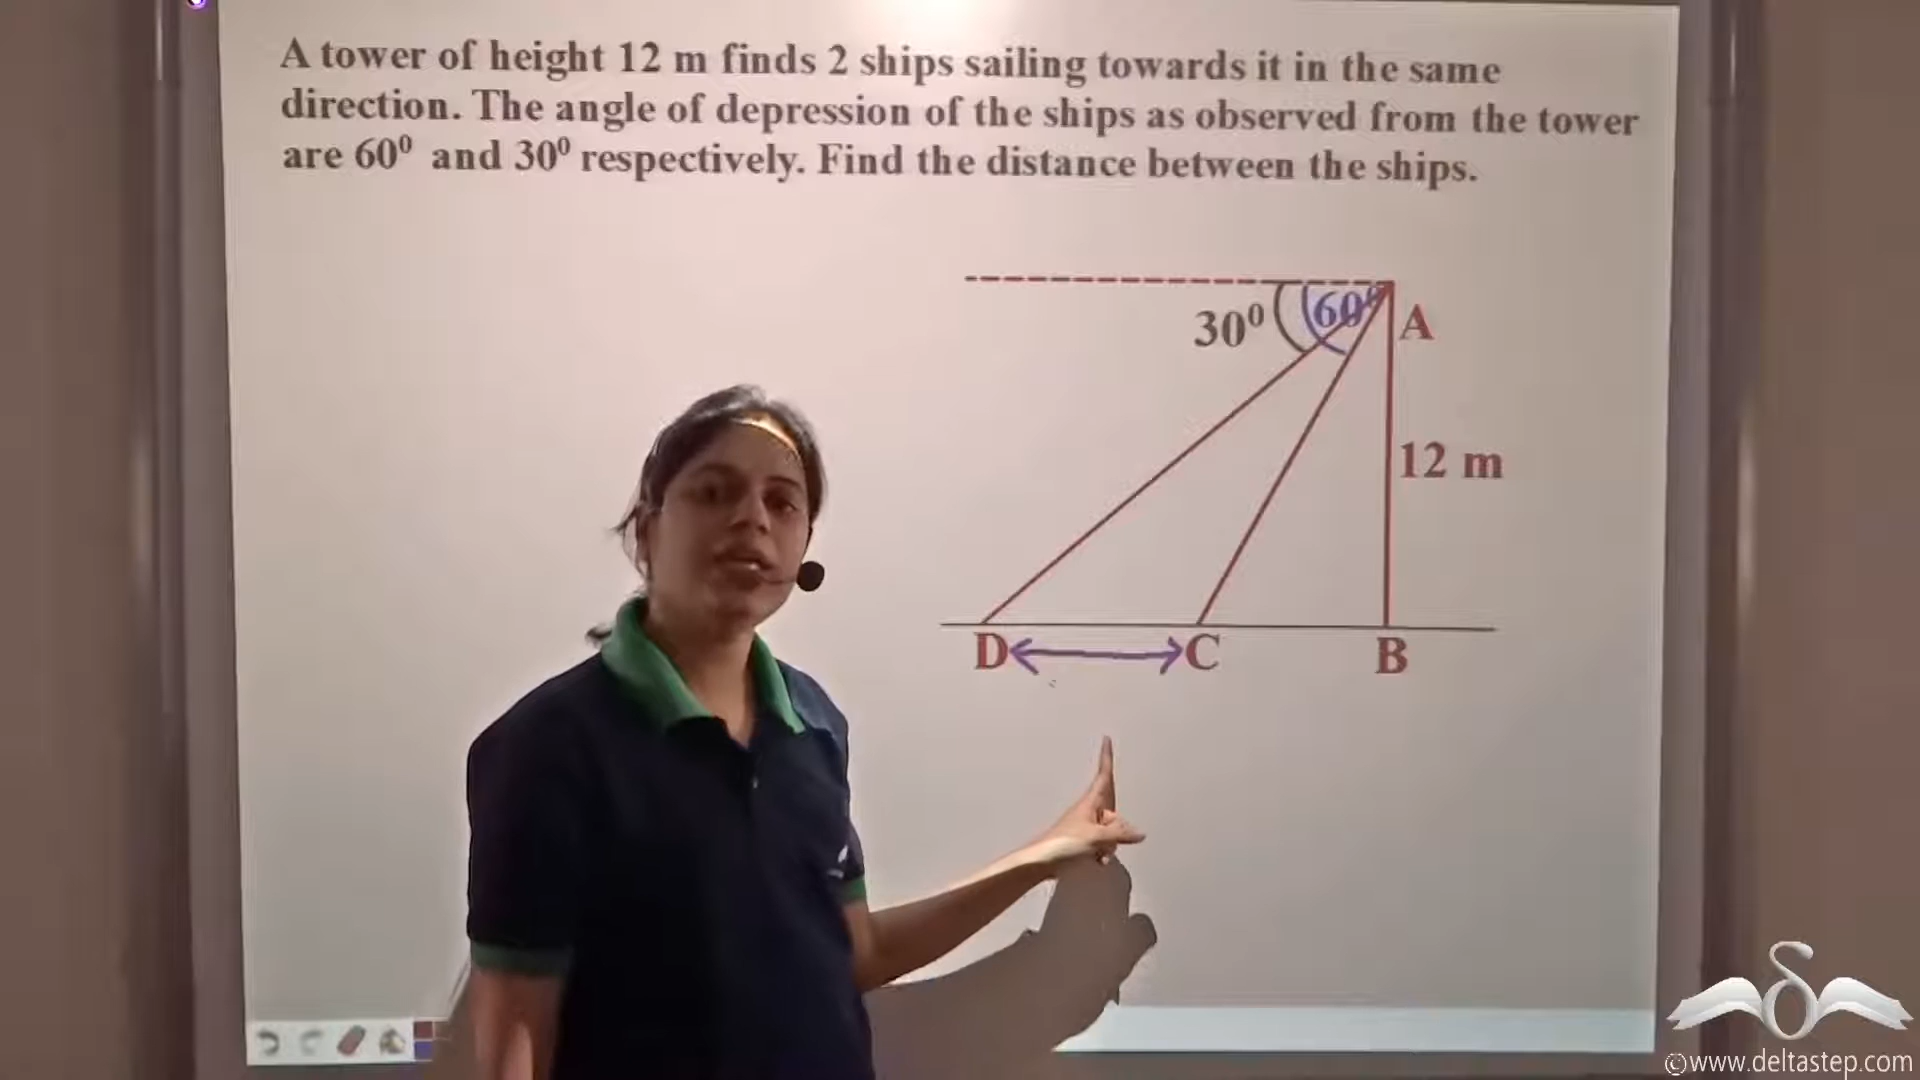 A tower of height 12 m finds 2 ships sailing towards it in the same
direction. The angle of depression of the ships as observed from the tower
are 60⁰ and 30⁰ respectively. Find the distance between the ships.
30⁰
60⁰
A
12 m
D
C
B
©www.deltastep.com